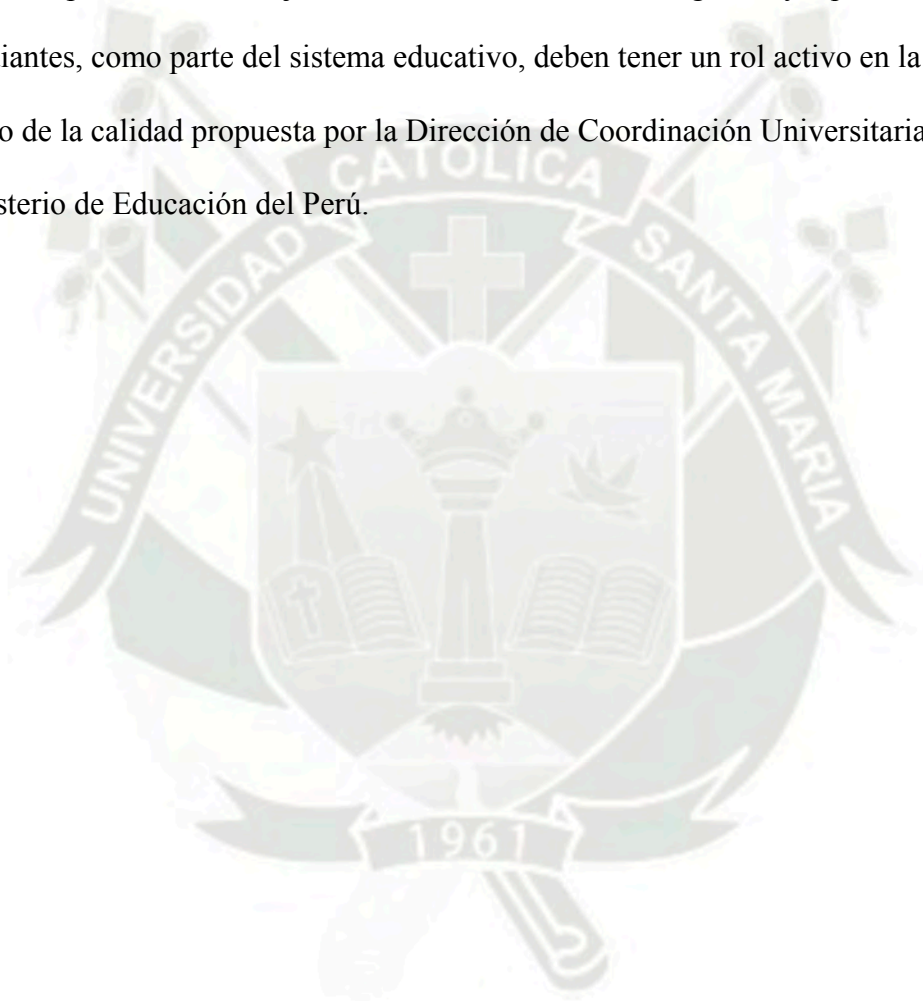 diantes, como parte del sistema educativo, deben tener un rol activo en la
o de la calidad propuesta por la Dirección de Coordinación Universitaria
sterio de Educación del Perú.
UNIVERSIDAD CATOLICA SANTA MARIA
1961